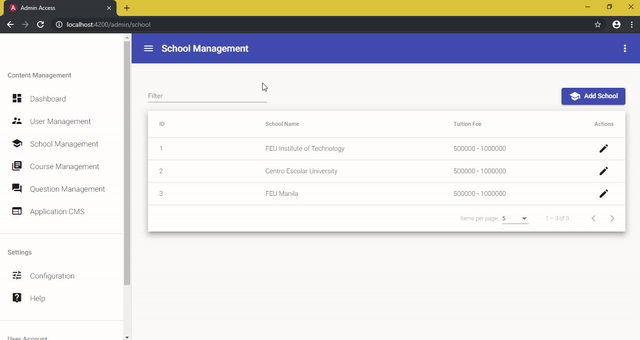 Admin Access
localhost:4200/admin/school
School Management
Content Management
Dashboard
User Management
School Management
Course Management
Question Management
Application CMS
Settings
Configuration
Help
User Account
Filter
Add School
ID School Name Tuition Fee Actions
1 FEU Institute of Technology 500000 - 1000000
2 Centro Escolar University 500000 - 1000000
3 FEU Manila 500000 - 1000000
Items per page: 5 1 – 3 of 3